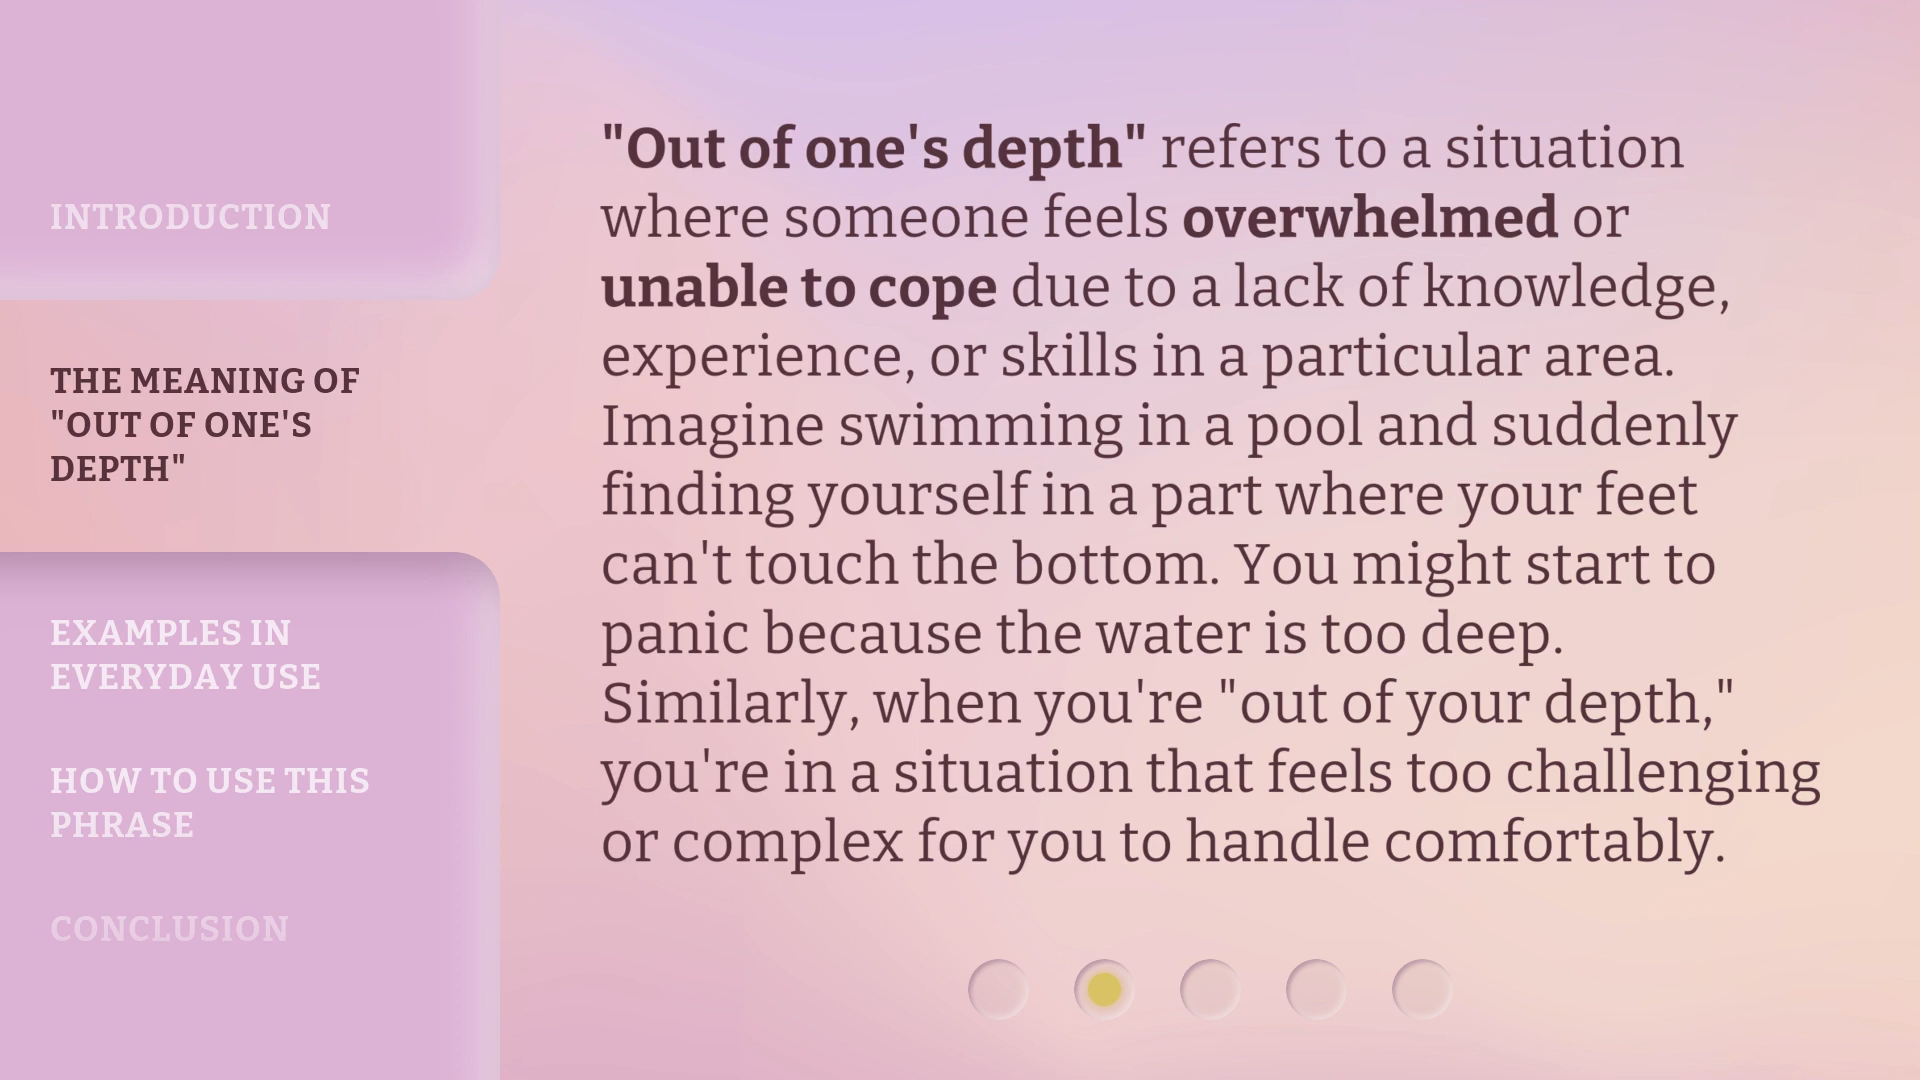 INTRODUCTION
THE MEANING OF
"OUT OF ONE'S
DEPTH"
EXAMPLES IN
EVERYDAY USE
HOW TO USE THIS
PHRASE
CONCLUSION
"Out of one's depth" refers to a situation
where someone feels overwhelmed or
unable to cope due to a lack of knowledge,
experience, or skills in a particular area.
Imagine swimming in a pool and suddenly
finding yourself in a part where your feet
can't touch the bottom. You might start to
panic because the water is too deep.
Similarly, when you're "out of your depth,"
you're in a situation that feels too challenging
or complex for you to handle comfortably.